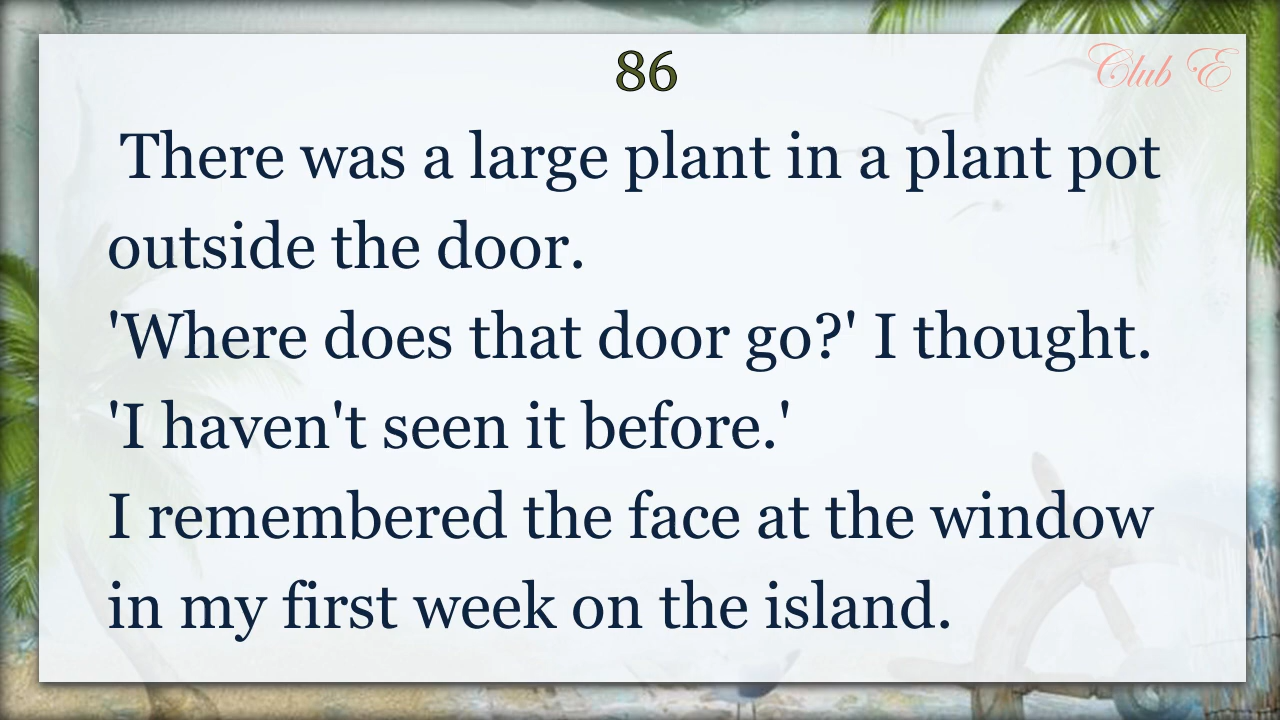 86
Club E
There was a large plant in a plant pot
outside the door.
'Where does that door go?' I thought.
'I haven't seen it before.'
I remembered the face at the window
in my first week on the island.